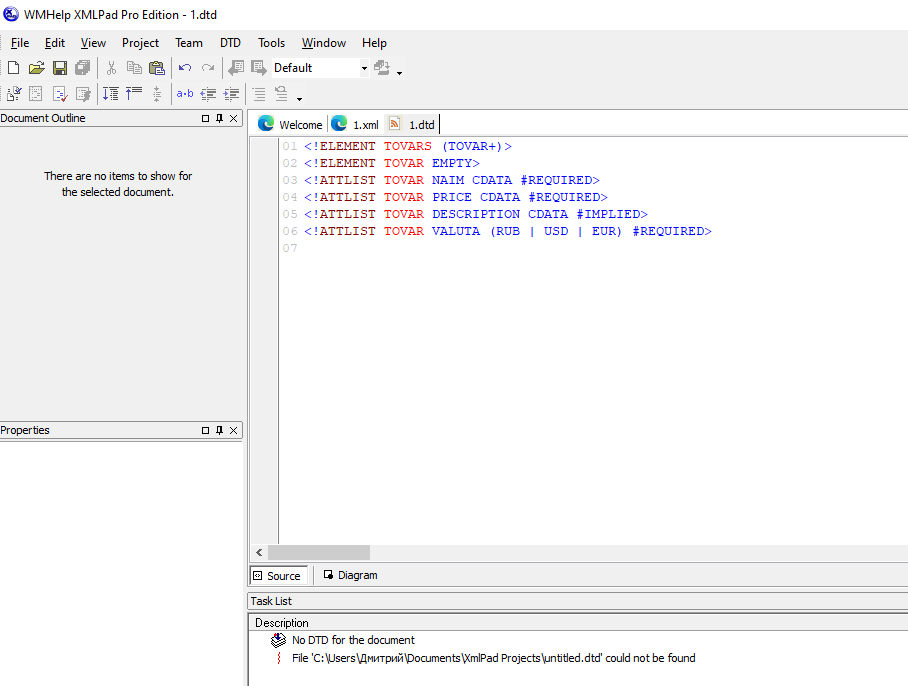 WMHelp XMLPad Pro Edition - 1.dtd
File Edit View Project Team DTD Tools Window Help
Default
a·b
Document Outline
There are no items to show for
the selected document.
Properties
Welcome 1.xml 1.dtd
01 <!ELEMENT TOVARS (TOVAR+)>
02 <!ELEMENT TOVAR EMPTY>
03 <!ATTLIST TOVAR NAIM CDATA #REQUIRED>
04 <!ATTLIST TOVAR PRICE CDATA #REQUIRED>
05 <!ATTLIST TOVAR DESCRIPTION CDATA #IMPLIED>
06 <!ATTLIST TOVAR VALUTA (RUB | USD | EUR) #REQUIRED>
07
Source Diagram
Task List
Description
No DTD for the document
File 'C:\Users\Дмитрий\Documents\XmlPad Projects\untitled.dtd' could not be found